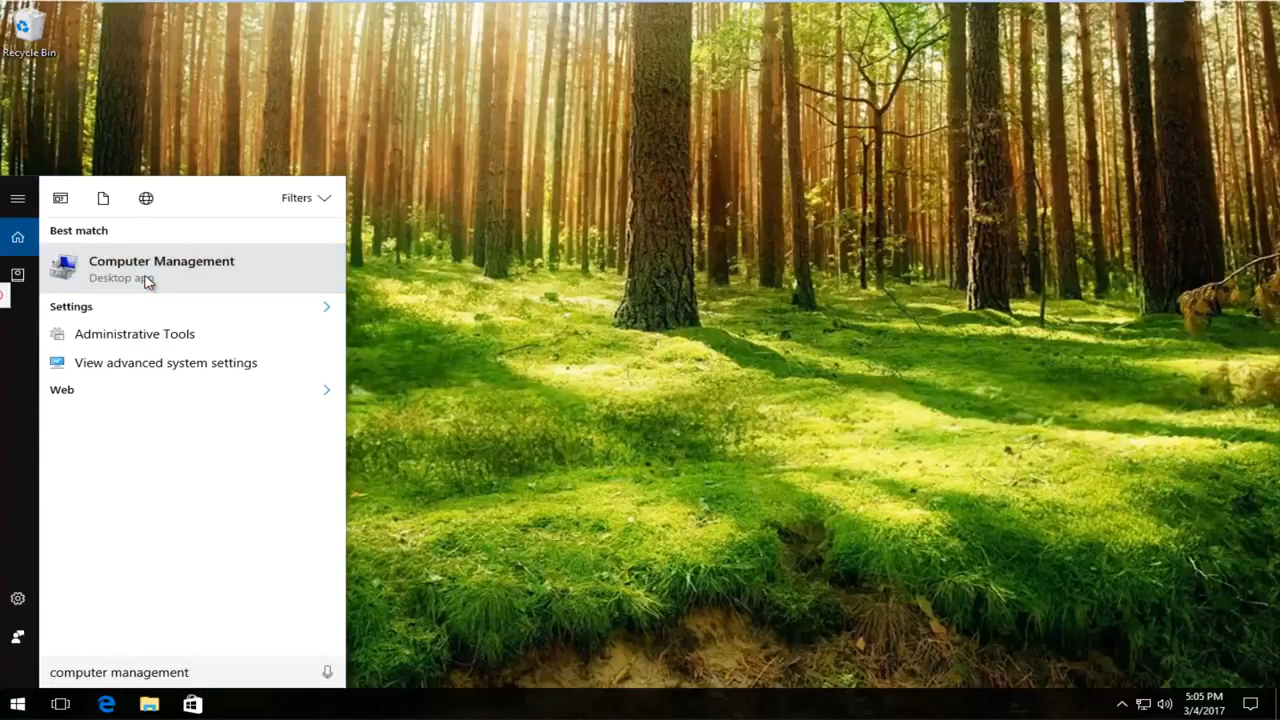 Recycle Bin
Filters
Best match
Computer Management
Desktop app
Settings
Administrative Tools
View advanced system settings
Web
computer management
5:05 PM
3/4/2017